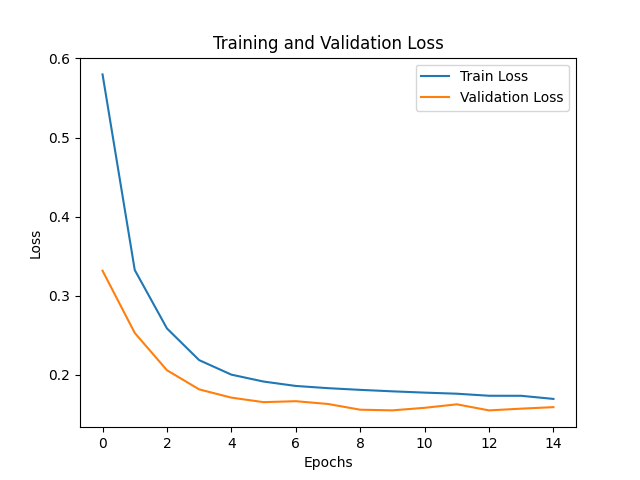 Training and Validation Loss
Train Loss
Validation Loss
0.6
0.5
0.4
0.3
0.2
Loss
0 2 4 6 8 10 12 14
Epochs